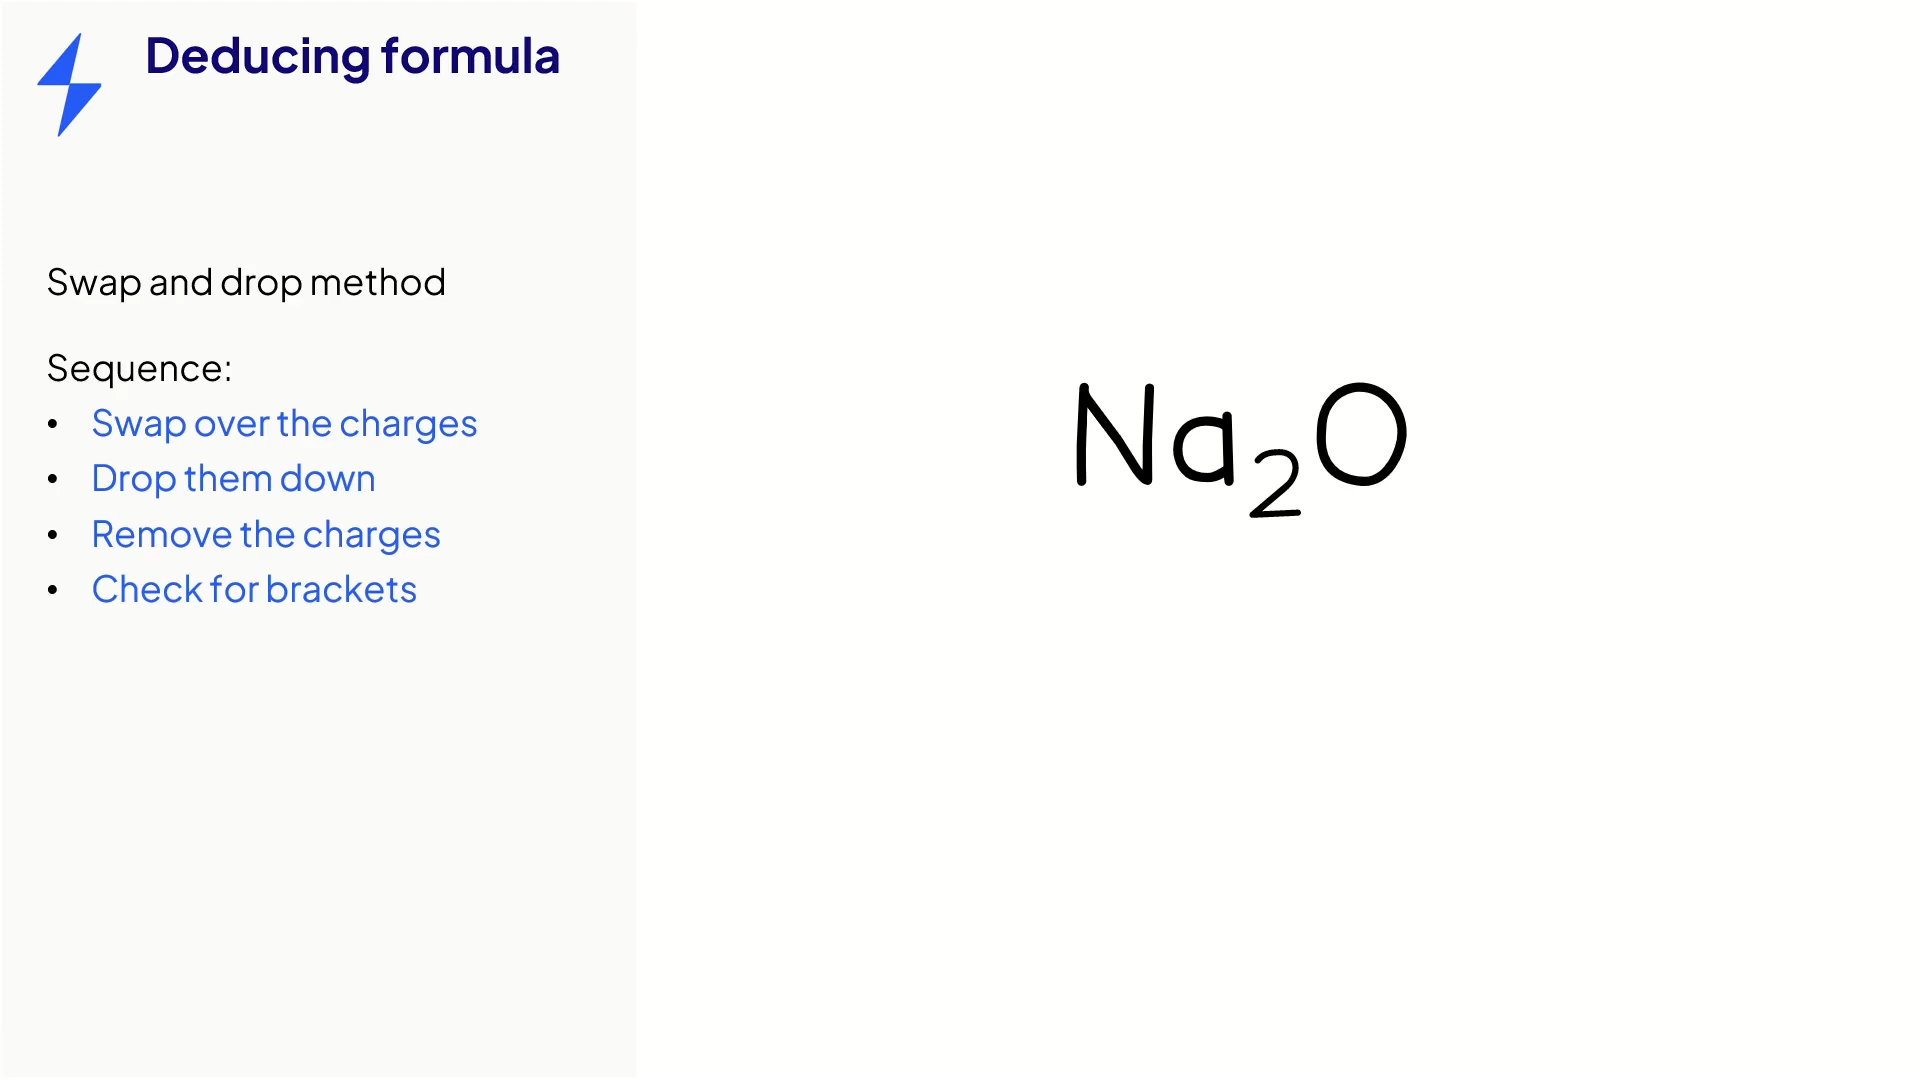 Deducing formula
Swap and drop method
Sequence:
• Swap over the charges
• Drop them down
• Remove the charges
• Check for brackets
Na₂O